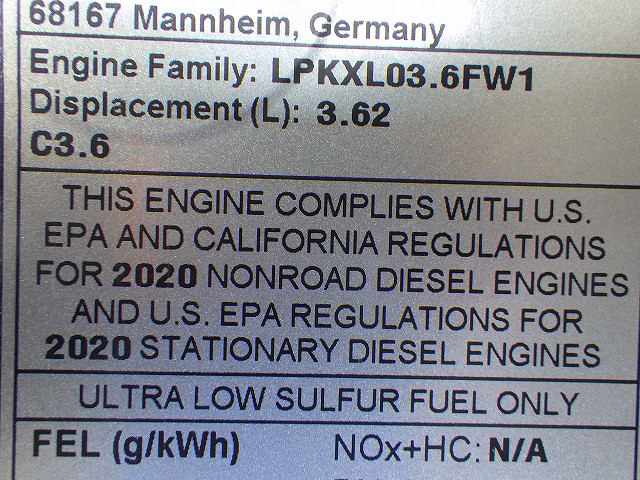 68167 Mannheim, Germany
Engine Family: LPKXL03.6FW1
Displacement (L): 3.62
C3.6
THIS ENGINE COMPLIES WITH U.S.
EPA AND CALIFORNIA REGULATIONS
FOR 2020 NONROAD DIESEL ENGINES
AND U.S. EPA REGULATIONS FOR
2020 STATIONARY DIESEL ENGINES
ULTRA LOW SULFUR FUEL ONLY
FEL (g/kWh) NOx+HC: N/A